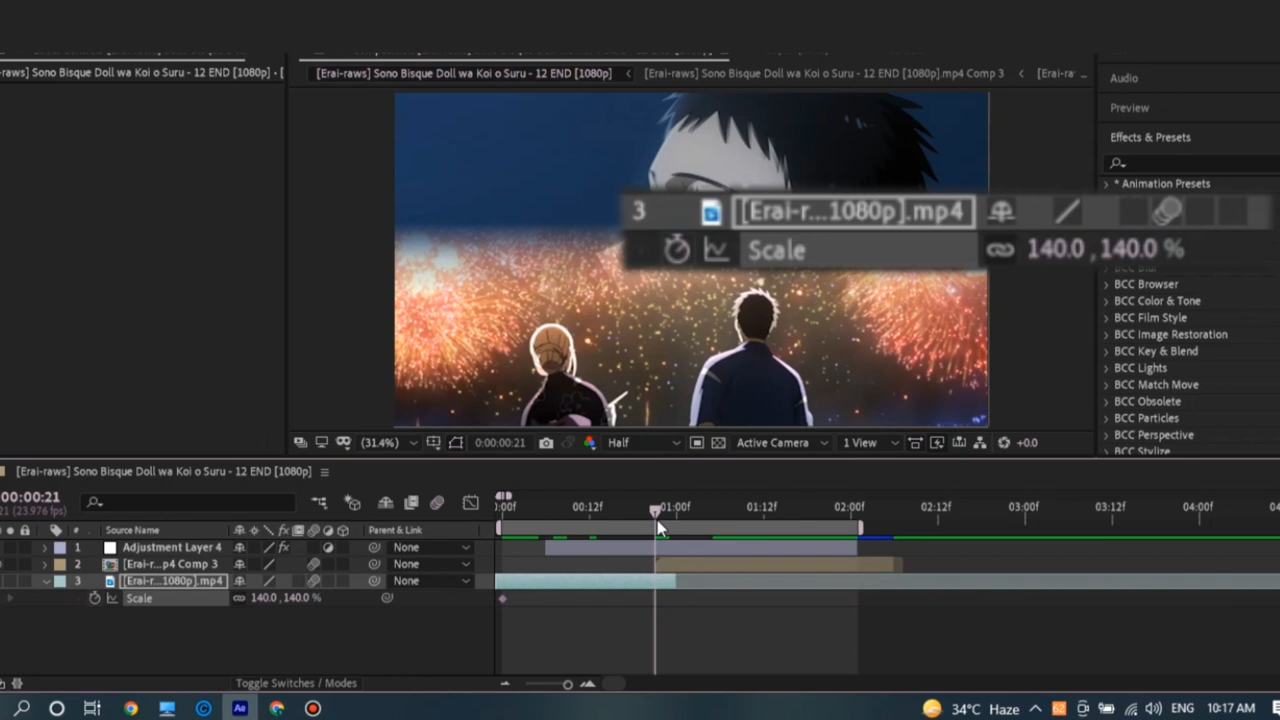 -raws] Sono Bisque Doll wa Koi o Suru - 12 END [1080p] • [
[Erai-raws] Sono Bisque Doll wa Koi o Suru - 12 END [1080p]
[Erai-raws] Sono Bisque Doll wa Koi o Suru - 12 END [1080p].mp4 Comp 3
[Erai-ra
Audio
Preview
Effects & Presets
* Animation Presets
3 [Erai-r...1080p].mp4
Scale 140.0, 140.0 %
BCC Browser
BCC Color & Tone
BCC Film Style
BCC Image Restoration
BCC Key & Blend
BCC Lights
BCC Match Move
BCC Obsolete
BCC Particles
BCC Perspective
BCC Stylize
(31.4%) 0:00:00:21 Half Active Camera 1 View +0.0
[Erai-raws] Sono Bisque Doll wa Koi o Suru - 12 END [1080p]
00:00:21
21 (23.976 fps)
:00f 00:12f 01:00f 01:12f 02:00f 02:12f 03:00f 03:12f 04:00f
# Source Name fx Parent & Link
1 Adjustment Layer 4 fx None
2 [Erai-r...p4 Comp 3 None
3 [Erai-r...1080p].mp4 None
Scale 140.0, 140.0 %
Toggle Switches / Modes
Ae 34°C Haze ENG 10:17 AM